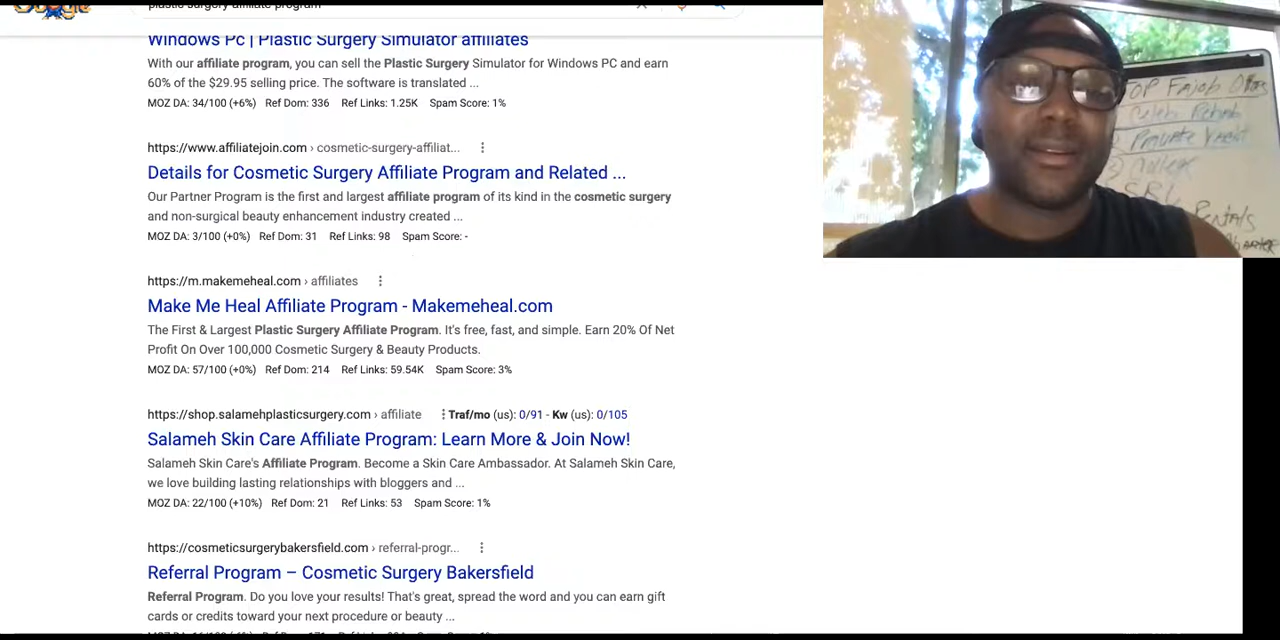 Google
plastic surgery affiliate program
Windows Pc | Plastic Surgery Simulator affiliates
With our affiliate program, you can sell the Plastic Surgery Simulator for Windows PC and earn
60% of the $29.95 selling price. The software is translated ...
MOZ DA: 34/100 (+6%) Ref Dom: 336 Ref Links: 1.25K Spam Score: 1%
https://www.affiliatejoin.com › cosmetic-surgery-affiliat...
Details for Cosmetic Surgery Affiliate Program and Related ...
Our Partner Program is the first and largest affiliate program of its kind in the cosmetic surgery
and non-surgical beauty enhancement industry created ...
MOZ DA: 3/100 (+0%) Ref Dom: 31 Ref Links: 98 Spam Score: -
https://m.makemeheal.com › affiliates
Make Me Heal Affiliate Program - Makemeheal.com
The First & Largest Plastic Surgery Affiliate Program. It's free, fast, and simple. Earn 20% Of Net
Profit On Over 100,000 Cosmetic Surgery & Beauty Products.
MOZ DA: 57/100 (+0%) Ref Dom: 214 Ref Links: 59.54K Spam Score: 3%
https://shop.salamehplasticsurgery.com › affiliate Traf/mo (us): 0/91 - Kw (us): 0/105
Salameh Skin Care Affiliate Program: Learn More & Join Now!
Salameh Skin Care's Affiliate Program. Become a Skin Care Ambassador. At Salameh Skin Care,
we love building lasting relationships with bloggers and ...
MOZ DA: 22/100 (+10%) Ref Dom: 21 Ref Links: 53 Spam Score: 1%
https://cosmeticsurgerybakersfield.com › referral-progr...
Referral Program – Cosmetic Surgery Bakersfield
Referral Program. Do you love your results! That's great, spread the word and you can earn gift
cards or credits toward your next procedure or beauty ...
TOP
Celeb Rehab
Private
College
SRL
Rentals